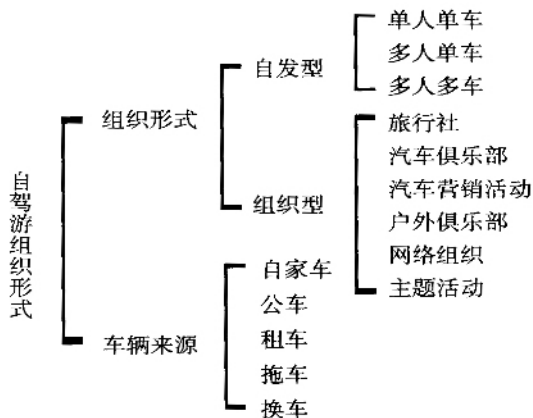 自驾游组织形式
组织形式
自发型
单人单车
多人单车
多人多车
组织型
旅行社
汽车俱乐部
汽车营销活动
户外俱乐部
网络组织
主题活动
车辆来源
自家车
公车
租车
拖车
换车